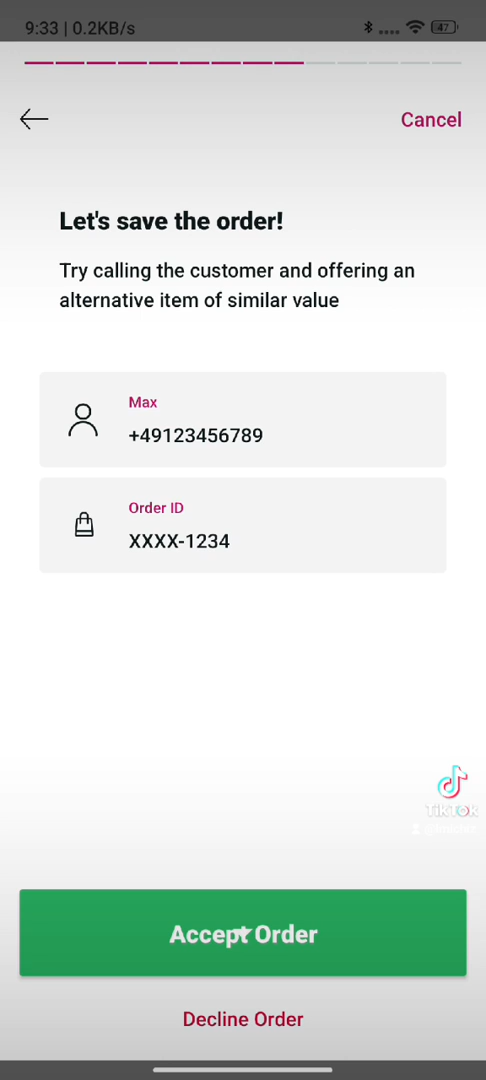 9:33 | 0.2KB/s
47
Cancel
Let's save the order!
Try calling the customer and offering an
alternative item of similar value
Max
+49123456789
Order ID
XXXX-1234
TikTok
Accept Order
Decline Order